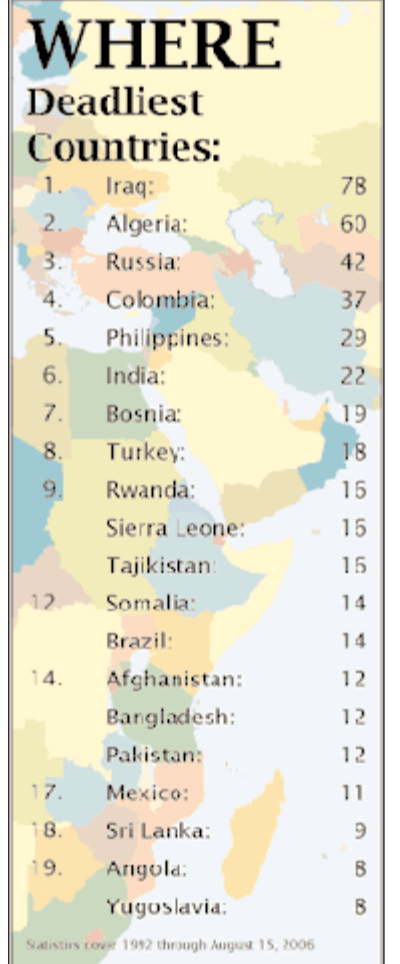 WHERE
Deadliest
Countries:
1. Iraq: 78
2. Algeria: 60
3. Russia: 42
4. Colombia: 37
5. Philippines: 29
6. India: 22
7. Bosnia: 19
8. Turkey: 18
9. Rwanda: 16
Sierra Leone: 16
Tajikistan: 16
12. Somalia: 14
Brazil: 14
14. Afghanistan: 12
Bangladesh: 12
Pakistan: 12
17. Mexico: 11
18. Sri Lanka: 9
19. Angola: 8
Yugoslavia: 8
Statistics cover 1992 through August 15, 2006